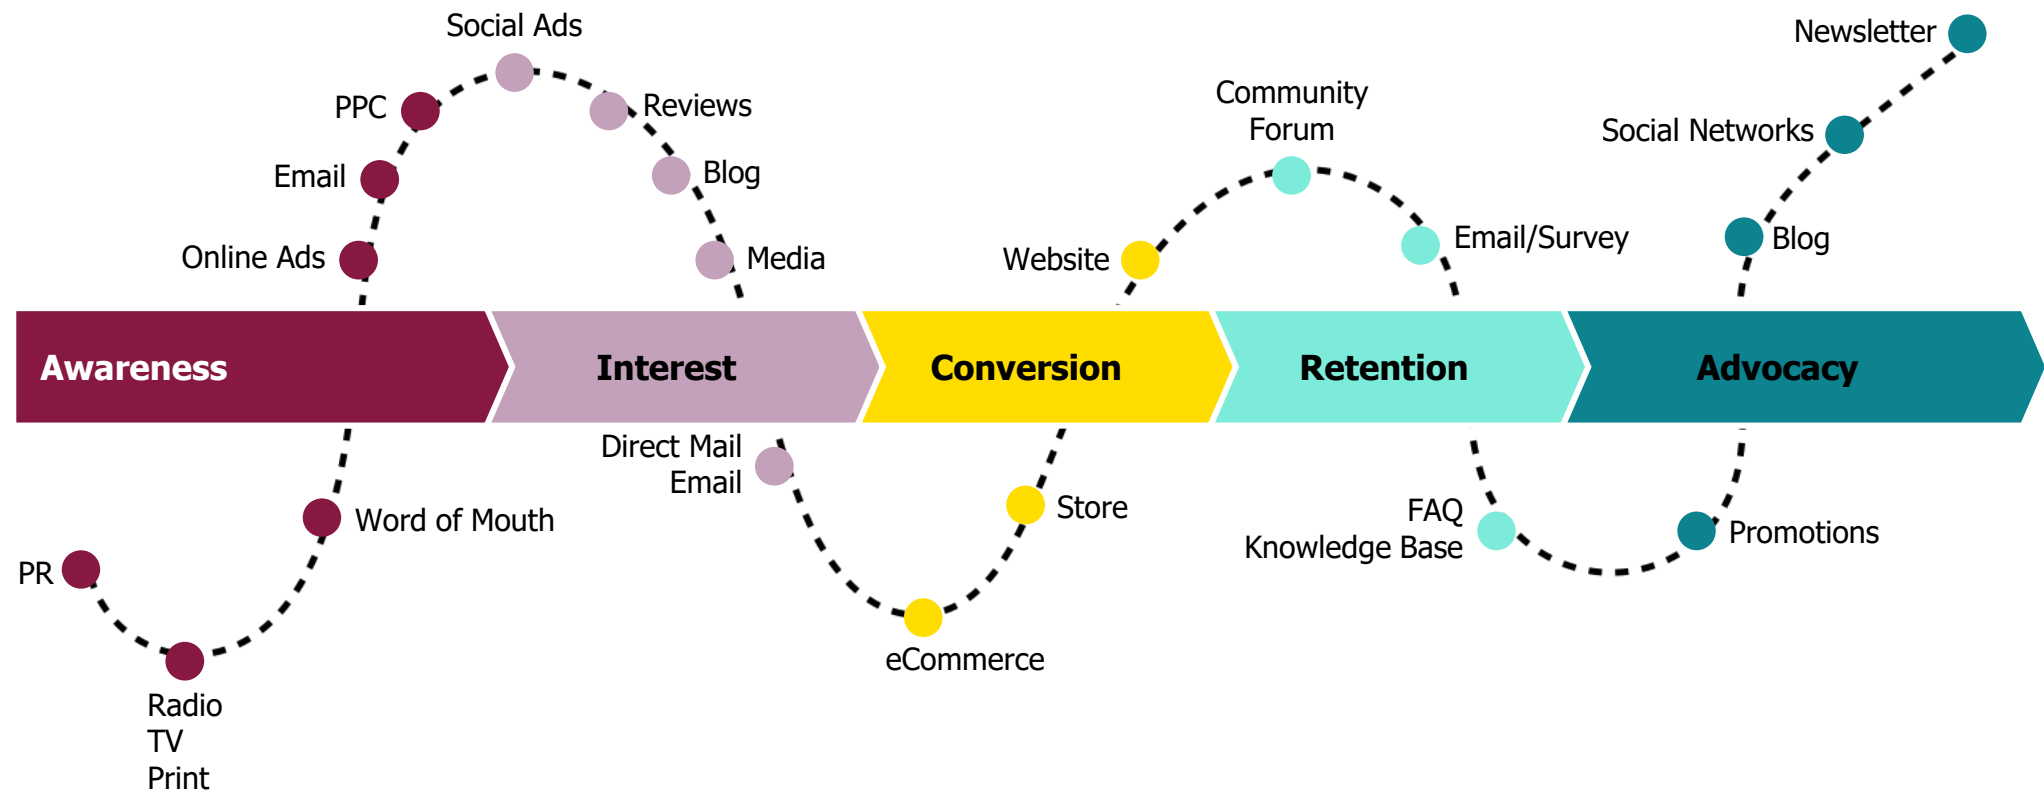 Social Ads
Newsletter
PPC
Reviews
Community
Forum
Social Networks
Email
Blog
Online Ads
Media
Website
Email/Survey
Blog
Awareness
Interest
Conversion
Retention
Advocacy
Direct Mail
Email
Word of Mouth
Store
FAQ
Knowledge Base
Promotions
PR
eCommerce
Radio
TV
Print